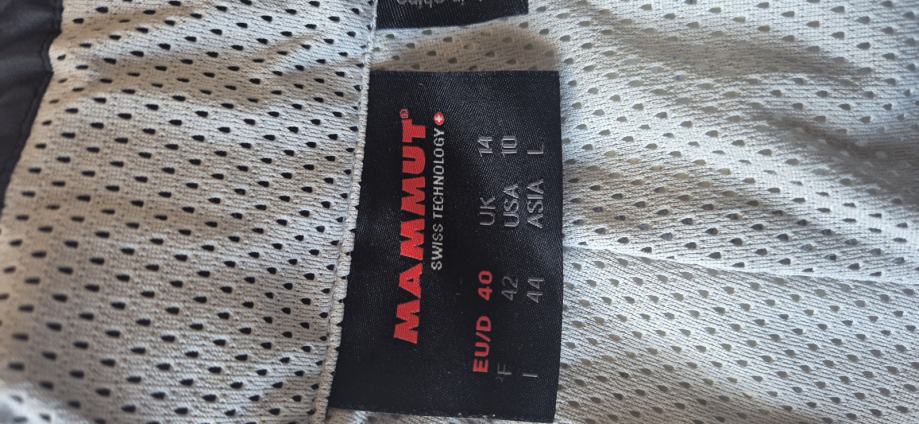 MAMMUT®
SWISS TECHNOLOGY
EU/D 40 UK 14
F 42 USA 10
I 44 ASIA L